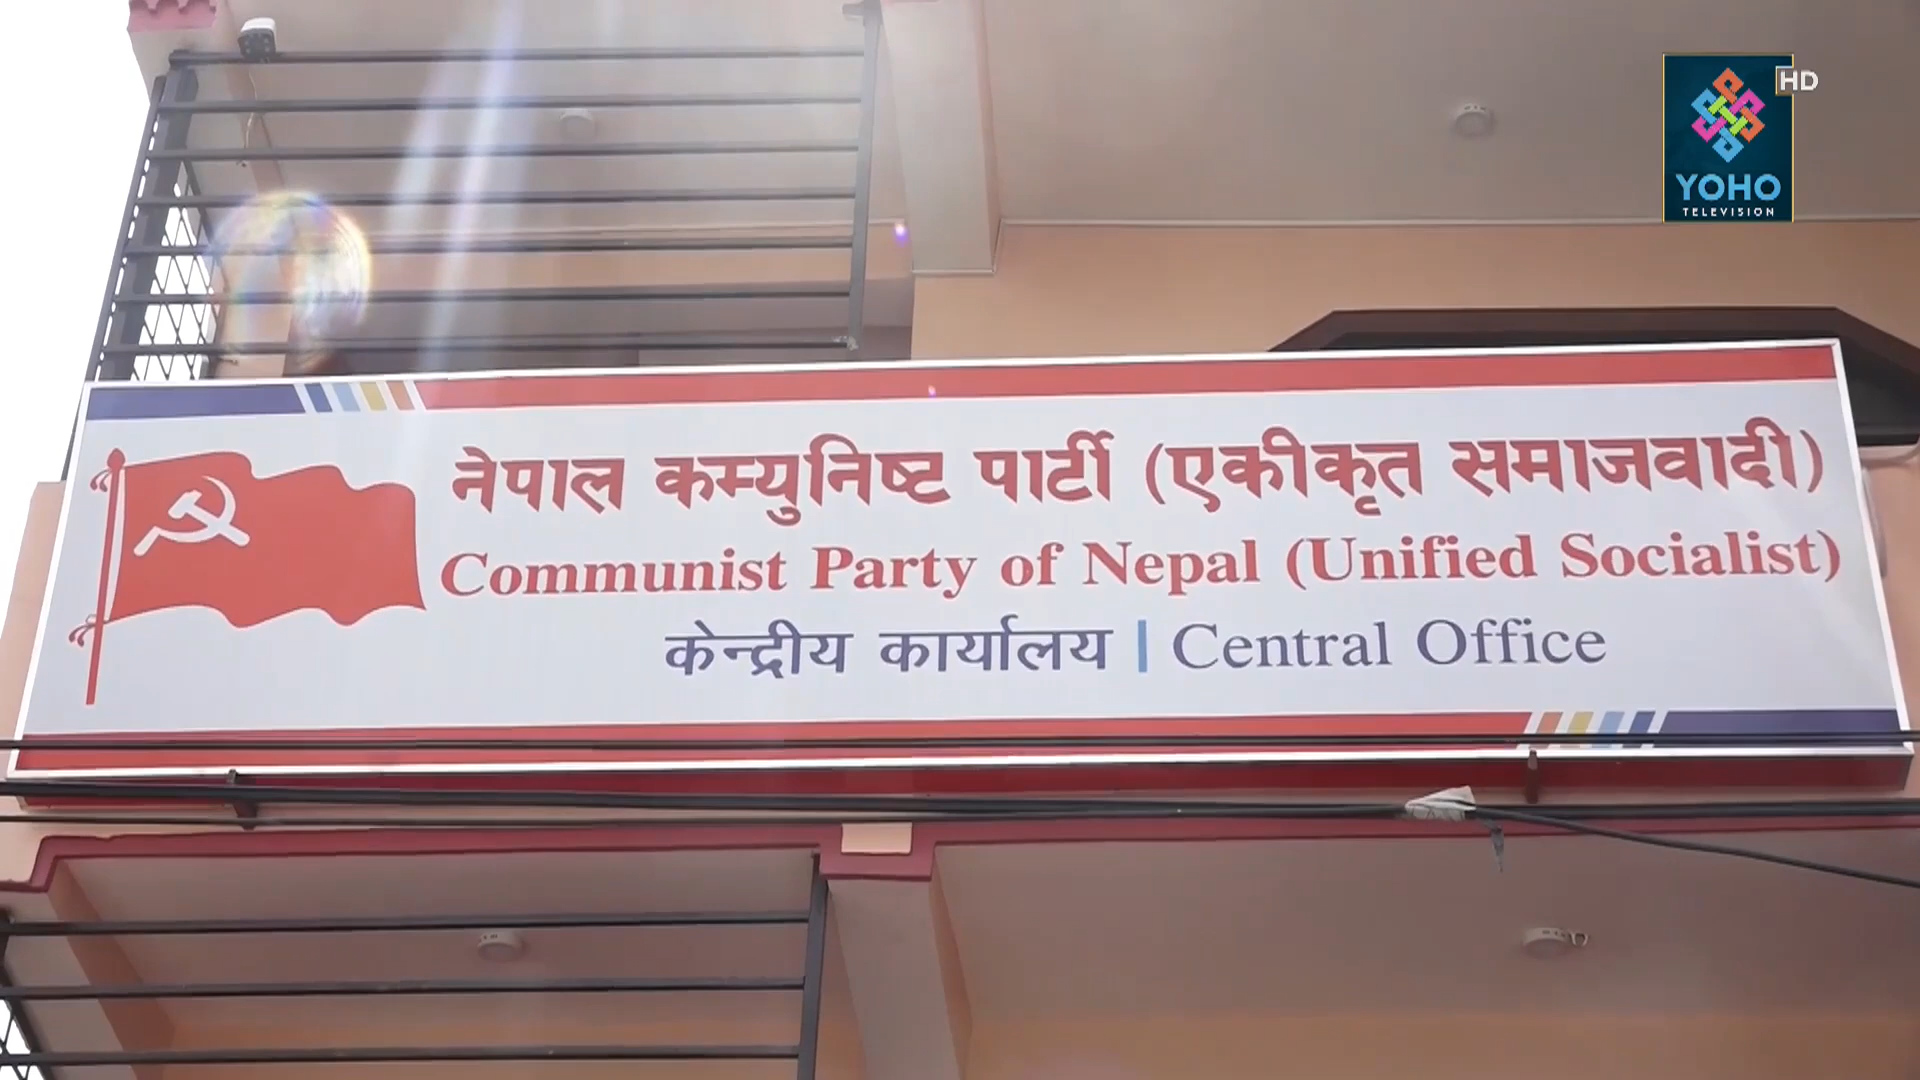 HD
YOHO
TELEVISION
नेपाल कम्युनिष्ट पार्टी (एकीकृत समाजवादी)
Communist Party of Nepal (Unified Socialist)
केन्द्रीय कार्यालय | Central Office